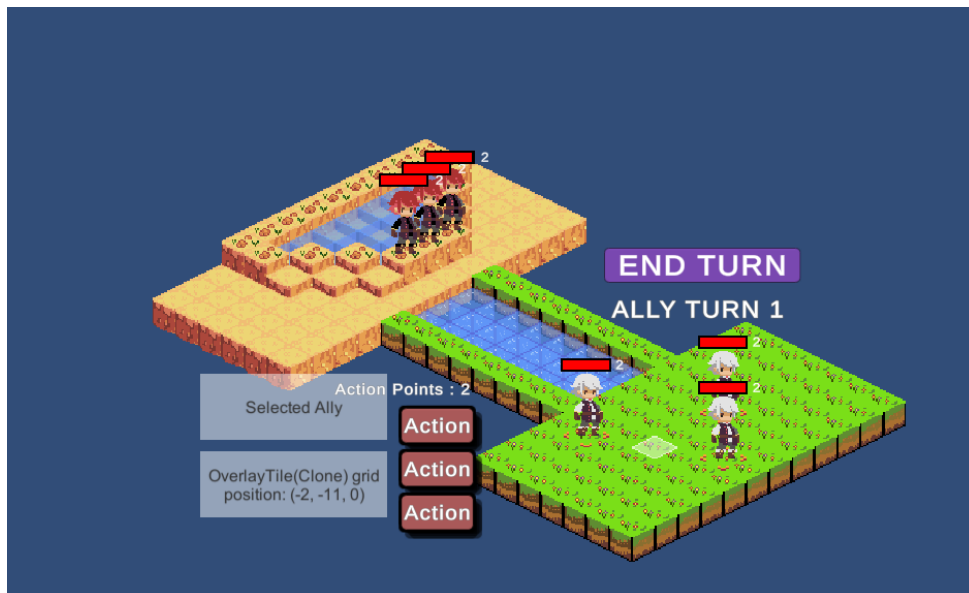 2
2
2
END TURN
ALLY TURN 1
2
2
2
Action Points : 2
Selected Ally
Action
OverlayTile(Clone) grid
position: (-2, -11, 0)
Action
Action